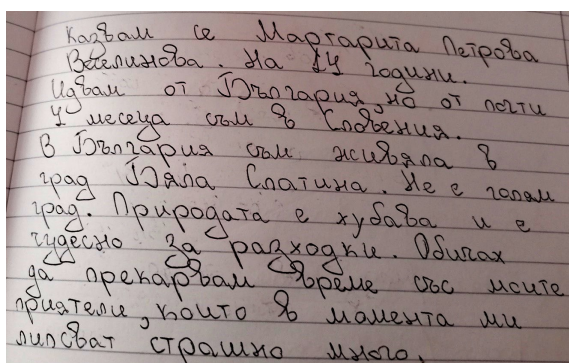 Казвам се Маргарита Петрова
Веселинова. На 14 години.
Идвам от България, но от почти
4 месеца съм в Словения.
В България съм живяла в
град Бяла Слатина. Не е голям
град. Природата е хубава и е
чудесно за разходки. Обичах
да прекарвам време със моите
приятели, които в момента ми
липсват страшно много.